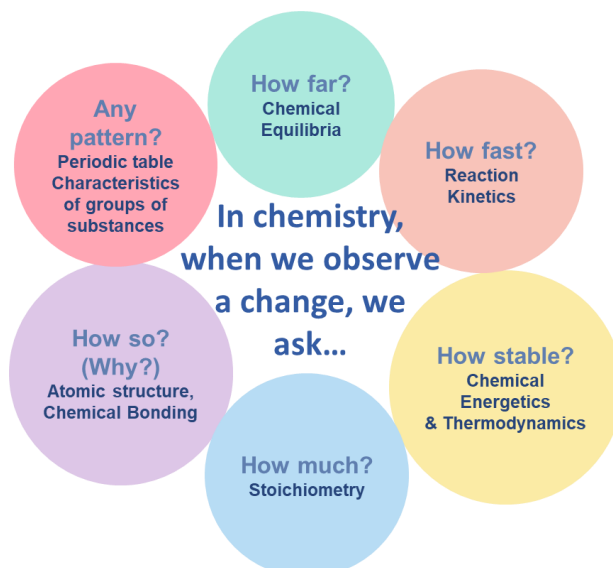 In chemistry,
when we observe
a change, we
ask...
How far?
Chemical
Equilibria
How fast?
Reaction
Kinetics
How stable?
Chemical
Energetics
& Thermodynamics
How much?
Stoichiometry
How so?
(Why?)
Atomic structure,
Chemical Bonding
Any
pattern?
Periodic table
Characteristics
of groups of
substances